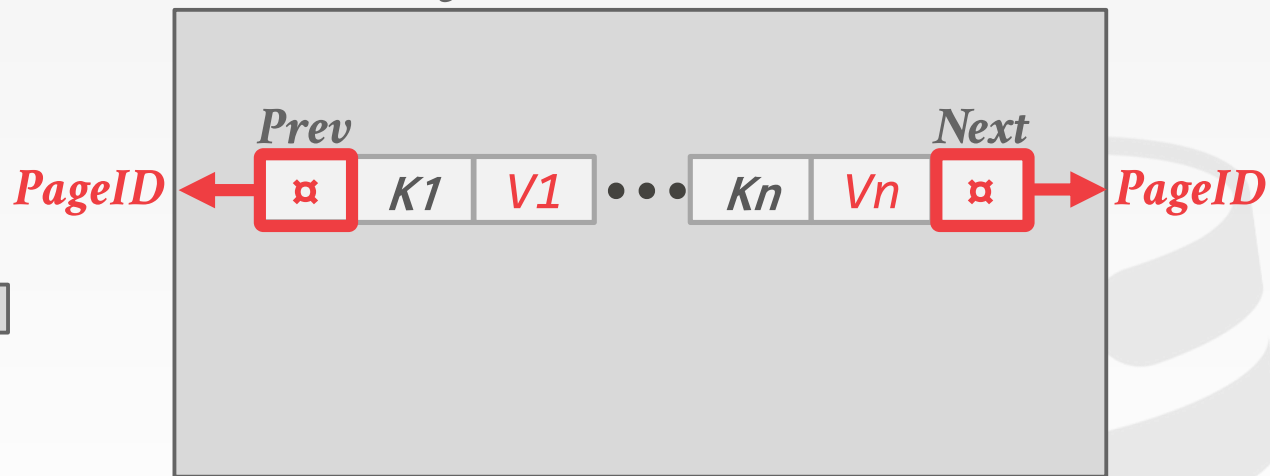 Prev Next
PageID ¤ K1 V1 ••• Kn Vn ¤ PageID